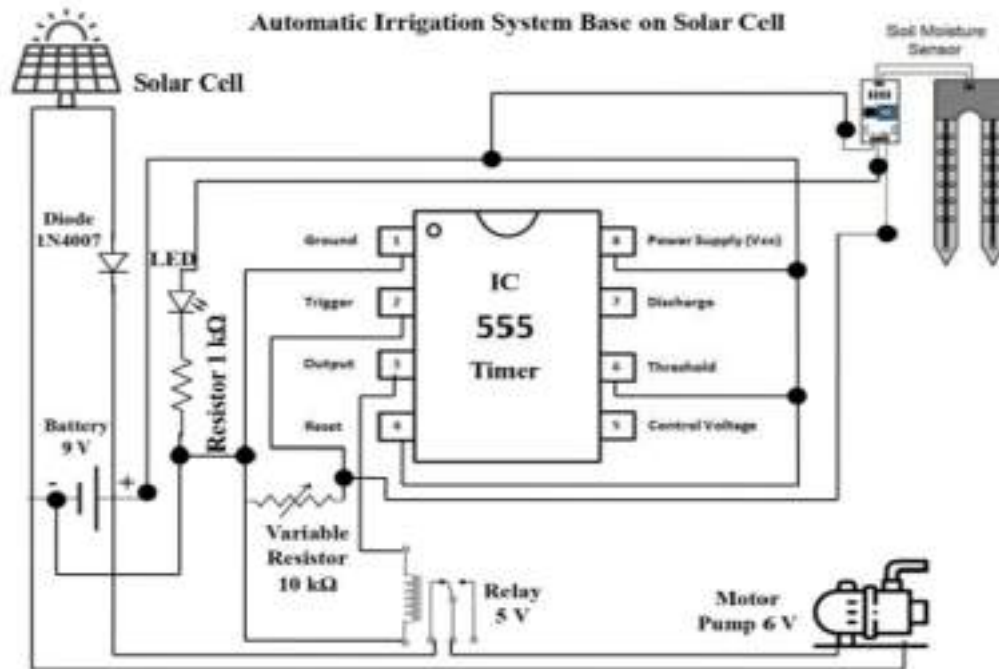 Automatic Irrigation System Base on Solar Cell
Soil Moisture
Sensor
Solar Cell
Diode
1N4007
LED
Ground
1
8
Power Supply (Vcc)
IC
Trigger
2
7
Discharge
555
Output
3
6
Threshold
Timer
Resistor 1 kΩ
Reset
4
5
Control Voltage
Battery
9 V
-
+
Variable
Resistor
10 kΩ
Relay
5 V
Motor
Pump 6 V